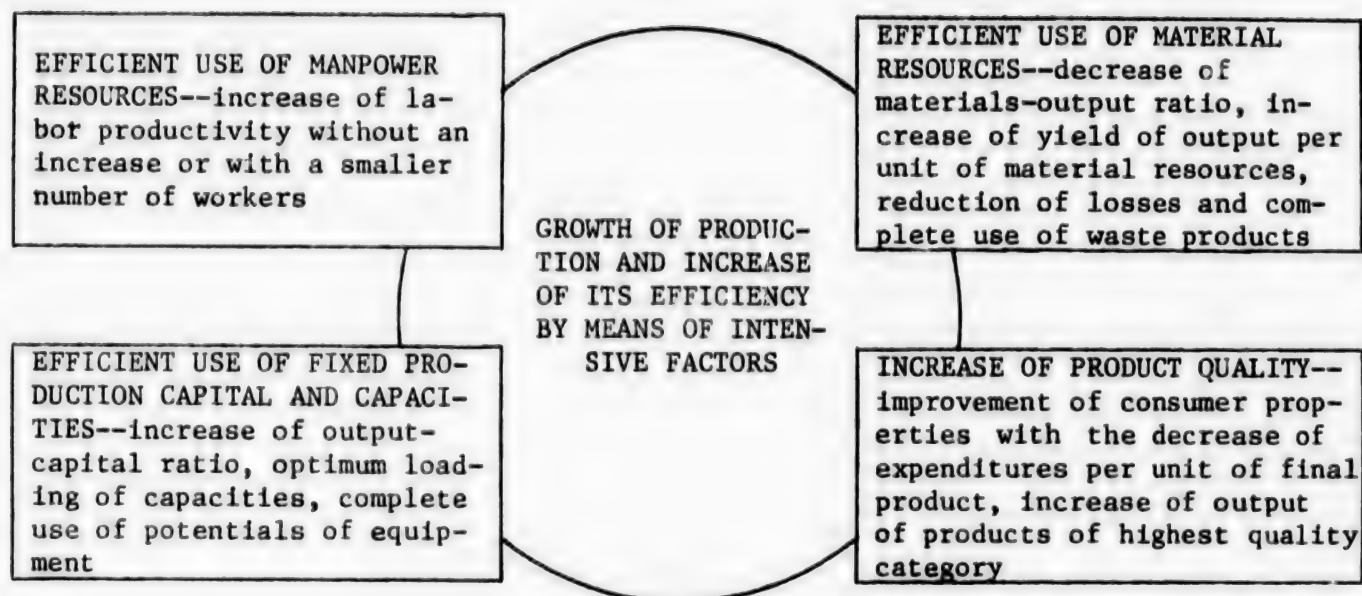 EFFICIENT USE OF MANPOWER
RESOURCES--increase of la-
bor productivity without an
increase or with a smaller
number of workers
EFFICIENT USE OF MATERIAL
RESOURCES--decrease of
materials-output ratio, in-
crease of yield of output per
unit of material resources,
reduction of losses and com-
plete use of waste products
GROWTH OF PRODUC-
TION AND INCREASE
OF ITS EFFICIENCY
BY MEANS OF INTEN-
SIVE FACTORS
EFFICIENT USE OF FIXED PRO-
DUCTION CAPITAL AND CAPACI-
TIES--increase of output-
capital ratio, optimum load-
ing of capacities, complete
use of potentials of equip-
ment
INCREASE OF PRODUCT QUALITY--
improvement of consumer prop-
erties with the decrease of
expenditures per unit of final
product, increase of output
of products of highest quality
category